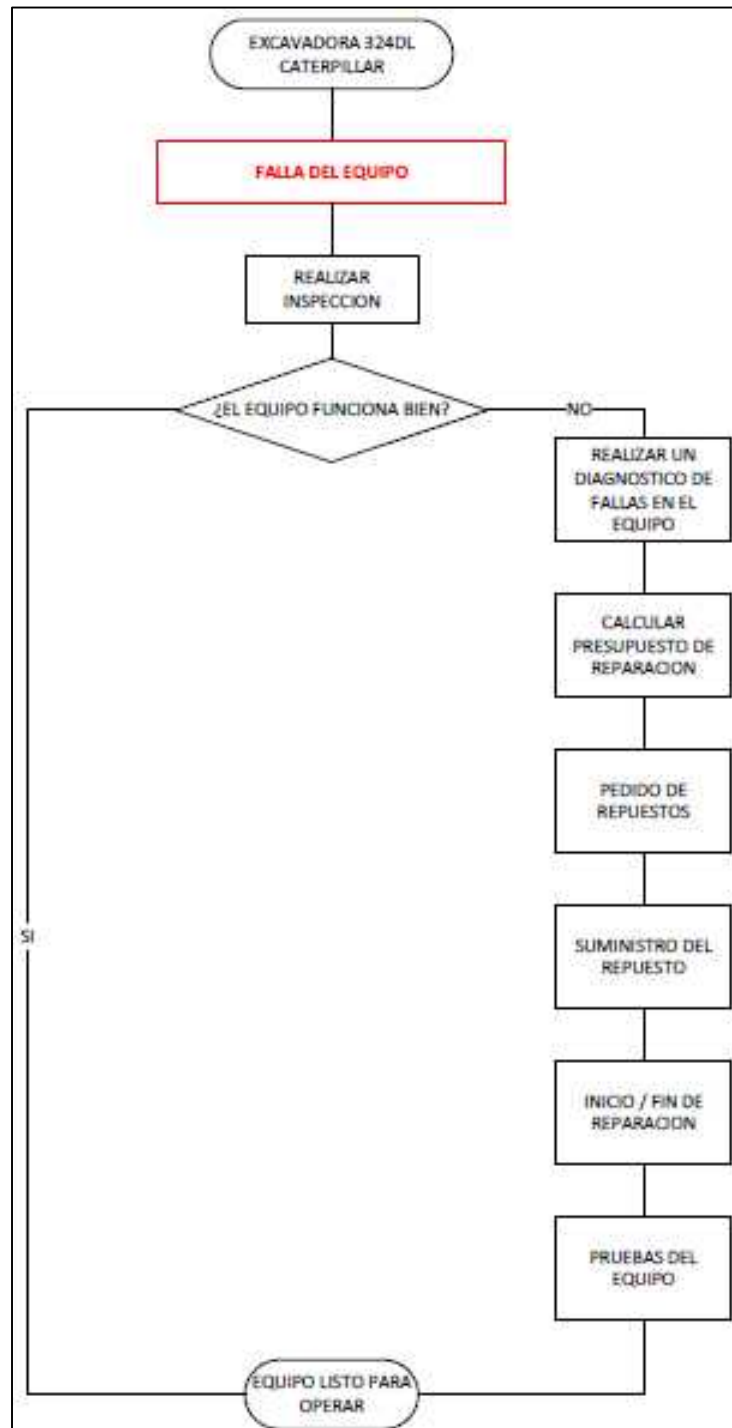 EXCAVADORA 324DL
CATERPILLAR
FALLA DEL EQUIPO
REALIZAR
INSPECCION
¿EL EQUIPO FUNCIONA BIEN?
NO
REALIZAR UN
DIAGNOSTICO DE
FALLAS EN EL
EQUIPO
CALCULAR
PRESUPUESTO DE
REPARACION
PEDIDO DE
REPUESTOS
SI
SUMINISTRO DEL
REPUESTO
INICIO / FIN DE
REPARACION
PRUEBAS DEL
EQUIPO
EQUIPO LISTO PARA
OPERAR